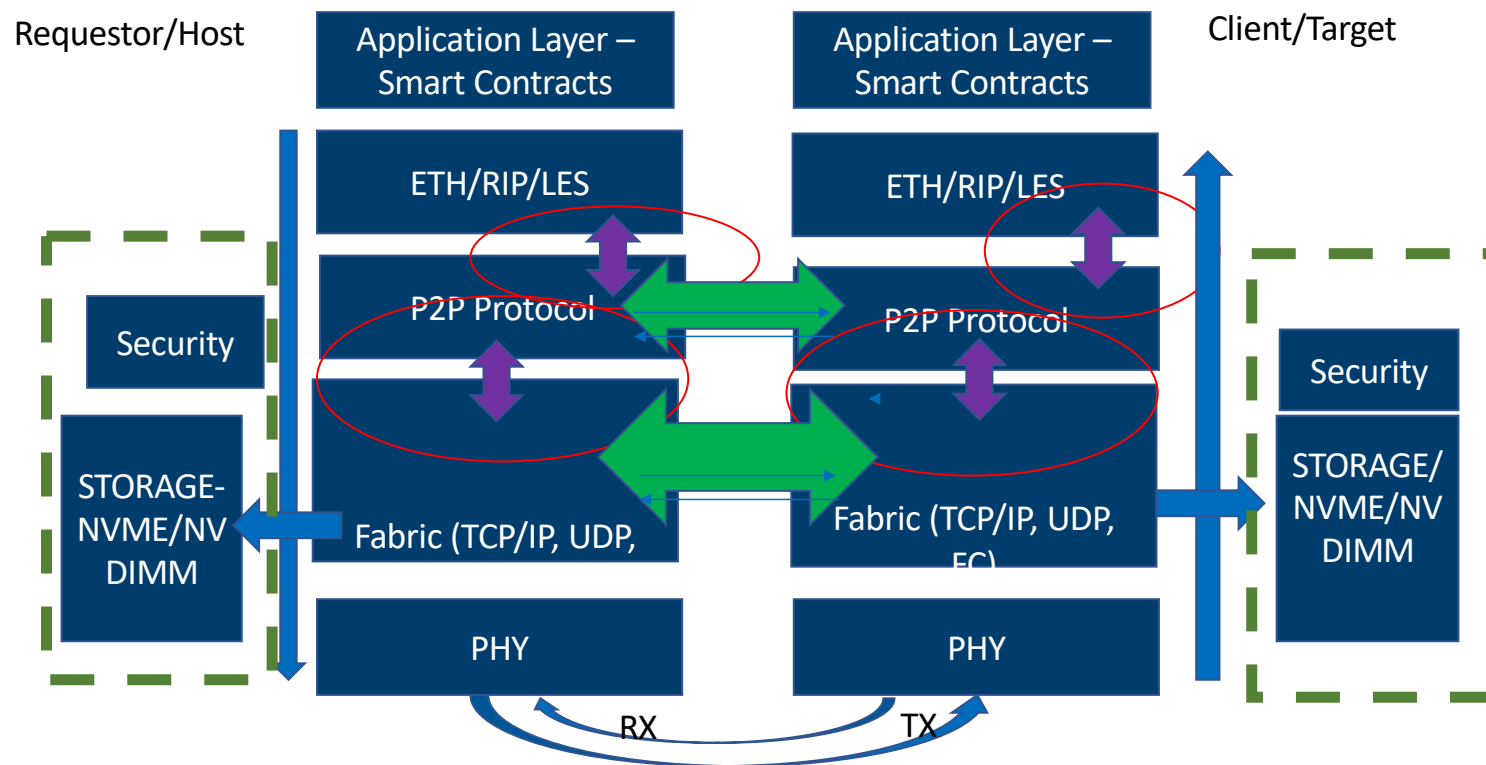 Requestor/Host
Application Layer –
Smart Contracts
Application Layer –
Smart Contracts
Client/Target
ETH/RIP/LES
ETH/RIP/LES
P2P Protocol
P2P Protocol
Security
Security
STORAGE-
NVME/NV
DIMM
STORAGE/
NVME/NV
DIMM
Fabric (TCP/IP, UDP,
Fabric (TCP/IP, UDP,
FC)
PHY
PHY
RX
TX